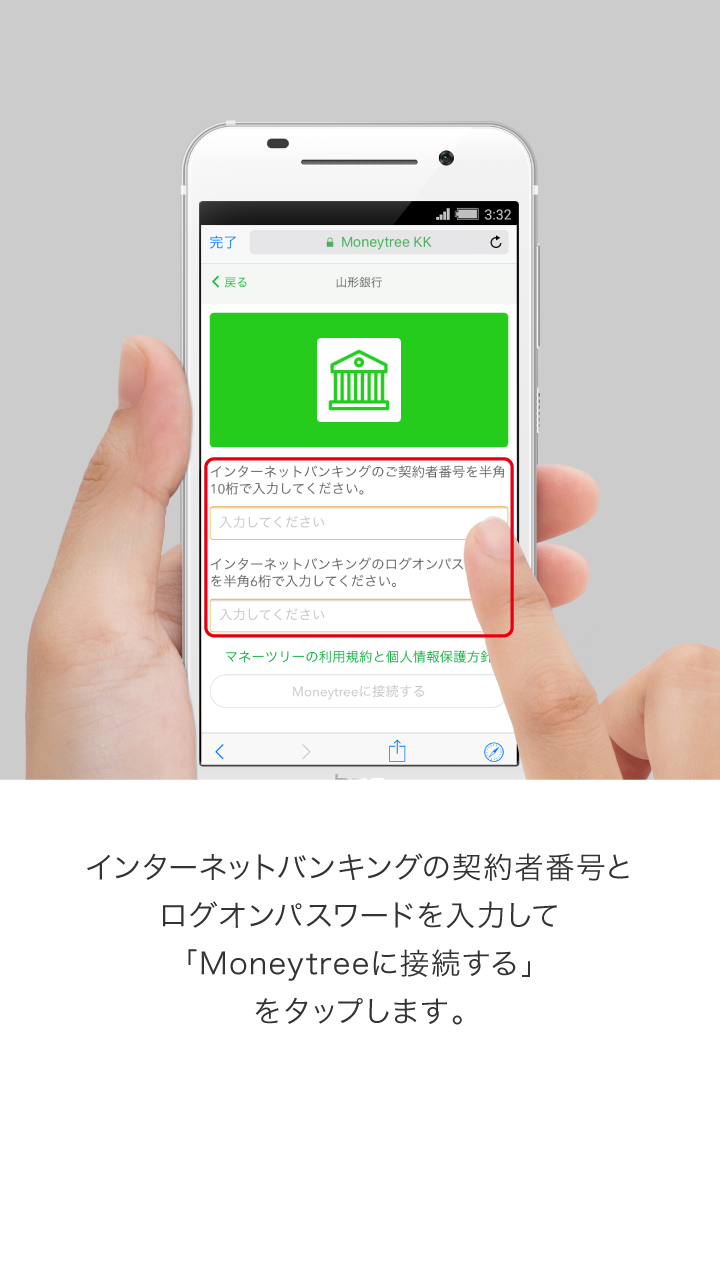 3:32
完了
Moneytree KK
戻る
山形銀行
インターネットバンキングのご契約者番号を半角
10桁で入力してください。
入力してください
インターネットバンキングのログオンパス
を半角6桁で入力してください。
入力してください
マネーツリーの利用規約と個人情報保護方針
Moneytreeに接続する
インターネットバンキングの契約者番号と
ログオンパスワードを入力して
「Moneytreeに接続する」
をタップします。